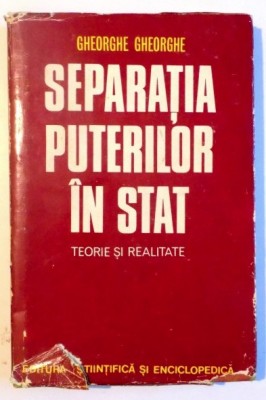 GHEORGHE GHEORGHE
SEPARAȚIA
PUTERILOR
ÎN STAT
TEORIE ȘI REALITATE
EDITURA ȘTIINȚIFICĂ ȘI ENCICLOPEDICĂ